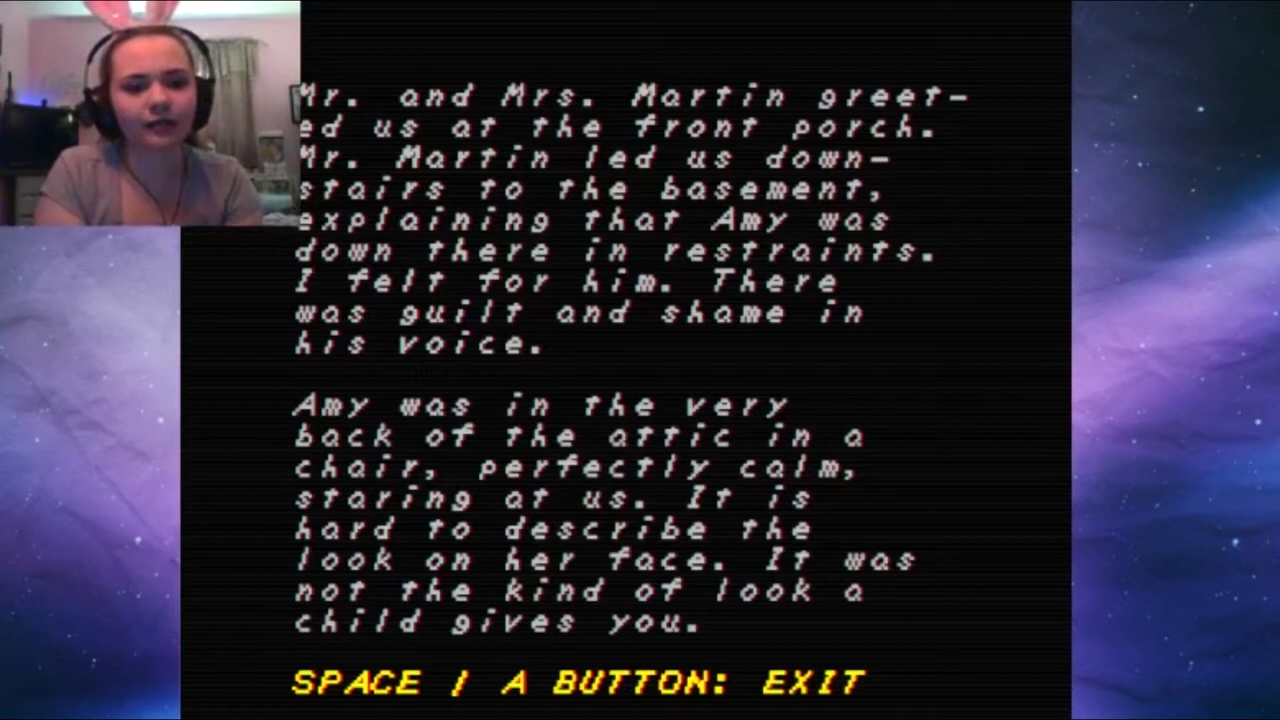 Mr. and Mrs. Martin greet-
ed us at the front porch.
Mr. Martin led us down-
stairs to the basement,
explaining that Amy was
down there in restraints.
I felt for him. There
was guilt and shame in
his voice.
Amy was in the very
back of the attic in a
chair, perfectly calm,
staring at us. It is
hard to describe the
look on her face. It was
not the kind of look a
child gives you.
SPACE / A BUTTON: EXIT